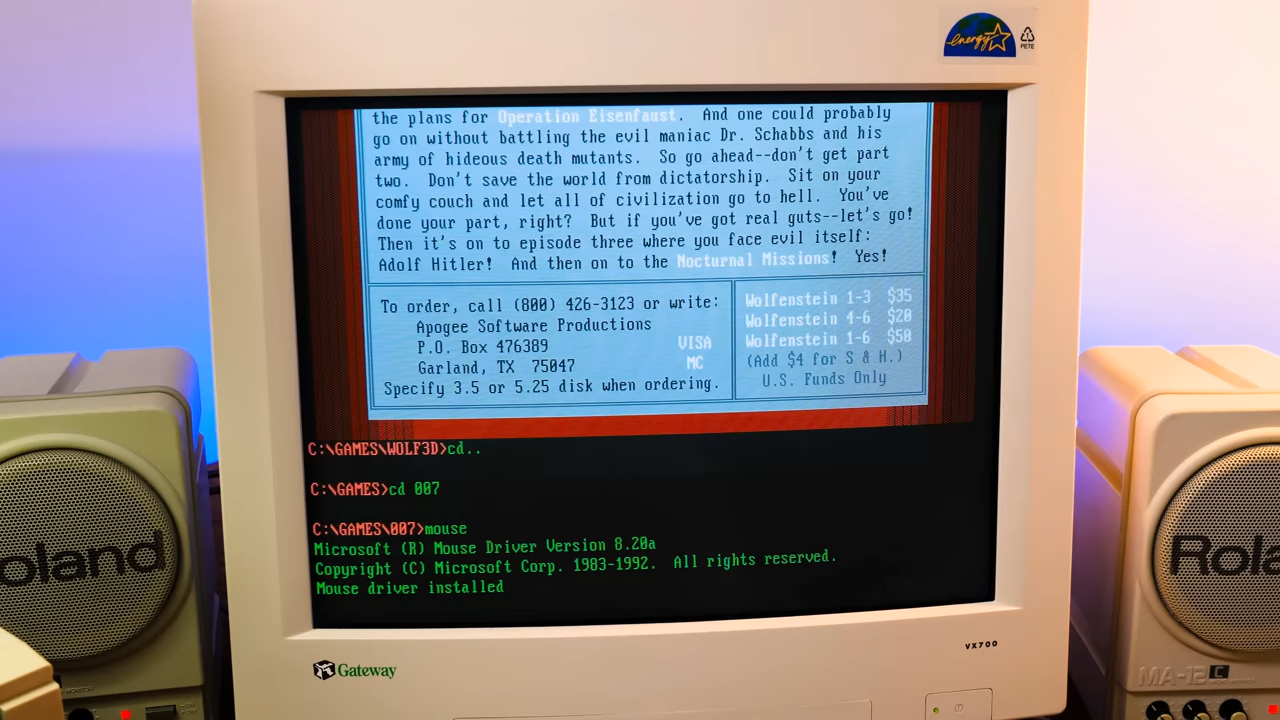 energy
PETE
the plans for Operation Eisenfaust. And one could probably
go on without battling the evil maniac Dr. Schabbs and his
army of hideous death mutants. So go ahead--don't get part
two. Don't save the world from dictatorship. Sit on your
comfy couch and let all of civilization go to hell. You've
done your part, right? But if you've got real guts--let's go!
Then it's on to episode three where you face evil itself:
Adolf Hitler! And then on to the Nocturnal Missions! Yes!
To order, call (800) 426-3123 or write:
Apogee Software Productions
P.O. Box 476389
Garland, TX 75047
VISA
MC
Specify 3.5 or 5.25 disk when ordering.
Wolfenstein 1-3 $35
Wolfenstein 4-6 $20
Wolfenstein 1-6 $50
(Add $4 for S & H.)
U.S. Funds Only
C:\GAMES\WOLF3D>cd..
C:\GAMES>cd 007
C:\GAMES\007>mouse
Microsoft (R) Mouse Driver Version 8.20a
Copyright (C) Microsoft Corp. 1983-1992. All rights reserved.
Mouse driver installed
Gateway
VX700
oland
Rola
MA-12C